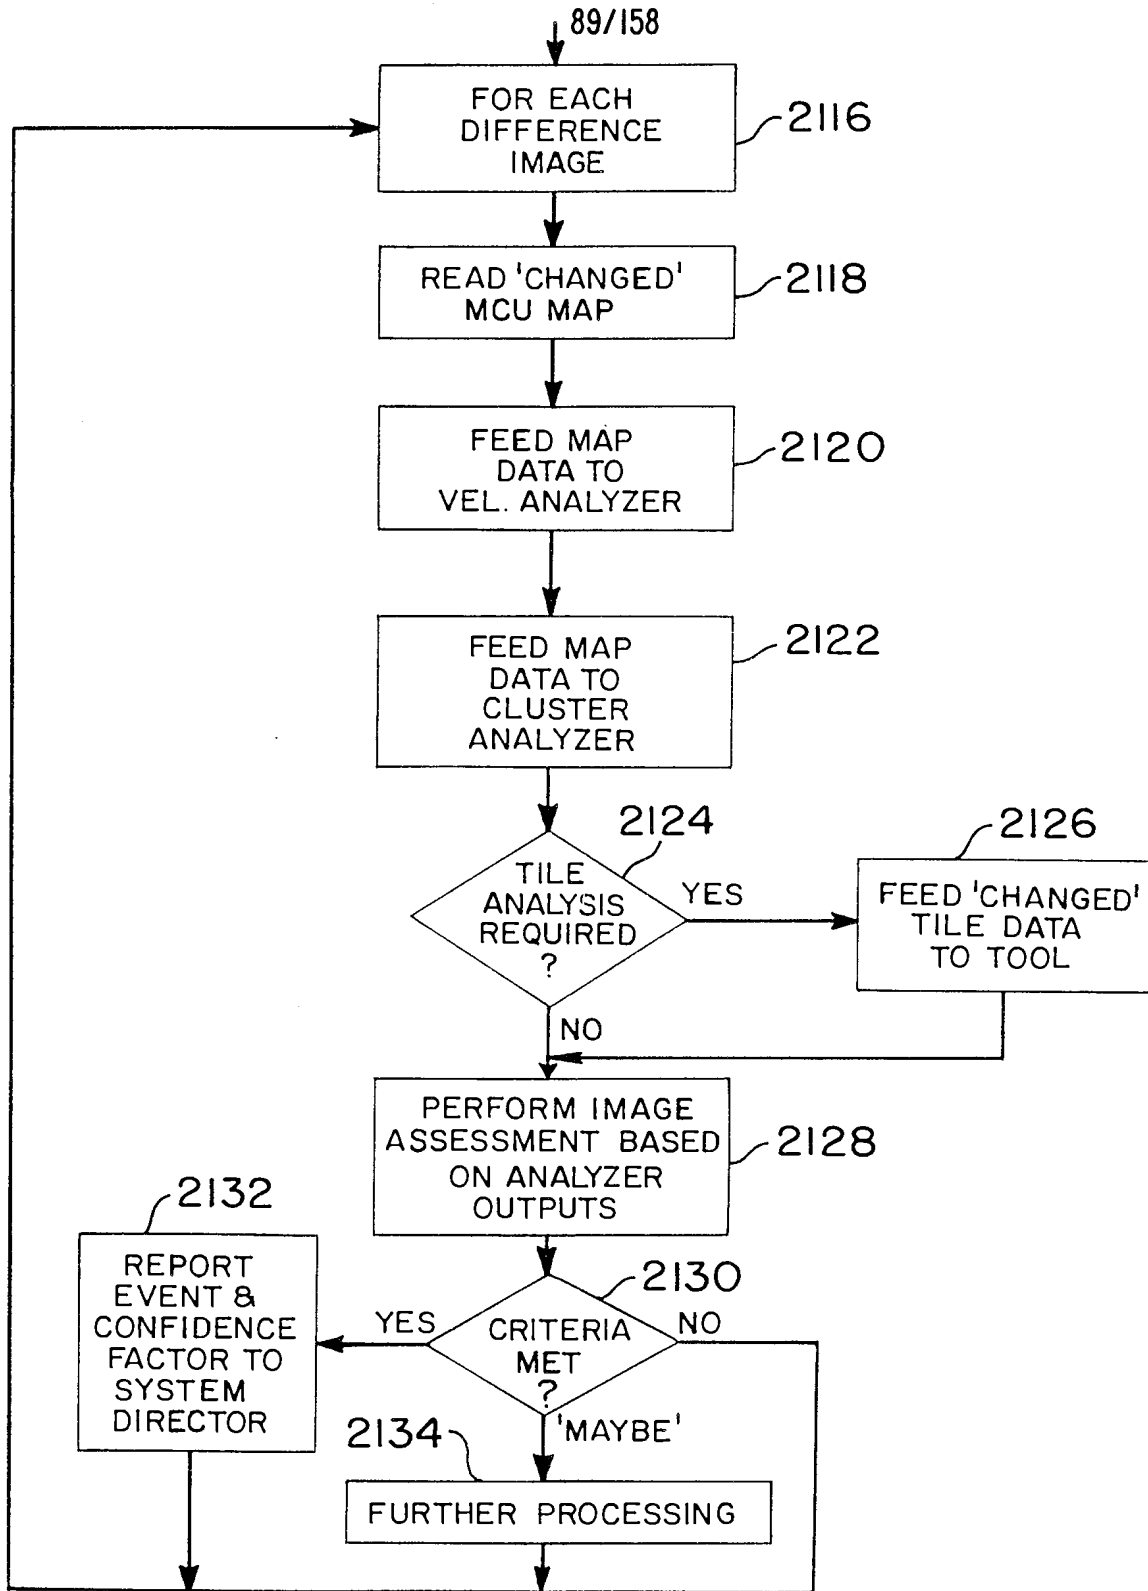 89/158
FOR EACH
DIFFERENCE
IMAGE
2116
READ 'CHANGED'
MCU MAP
2118
FEED MAP
DATA TO
VEL. ANALYZER
2120
FEED MAP
DATA TO
CLUSTER
ANALYZER
2122
TILE
ANALYSIS
REQUIRED
?
2124
YES
FEED 'CHANGED'
TILE DATA
TO TOOL
2126
NO
PERFORM IMAGE
ASSESSMENT BASED
ON ANALYZER
OUTPUTS
2128
CRITERIA
MET
?
2130
YES
NO
REPORT
EVENT &
CONFIDENCE
FACTOR TO
SYSTEM
DIRECTOR
2132
'MAYBE'
2134
FURTHER PROCESSING